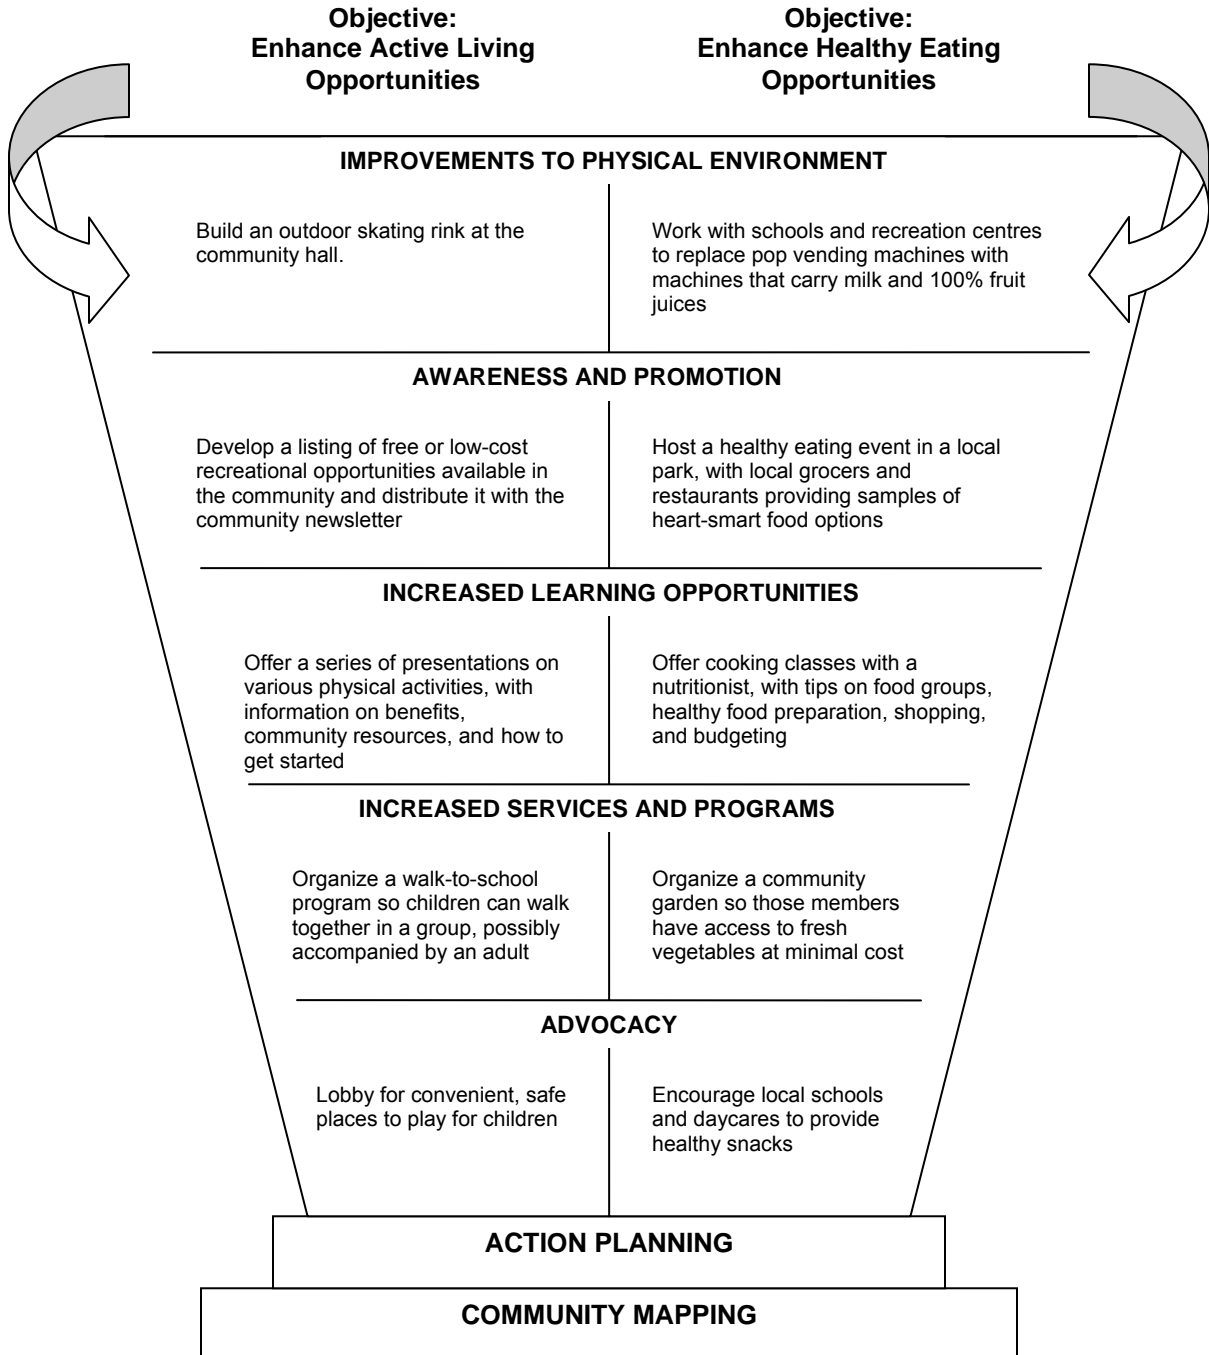 Objective:
Enhance Active Living
Opportunities
Objective:
Enhance Healthy Eating
Opportunities
IMPROVEMENTS TO PHYSICAL ENVIRONMENT
Build an outdoor skating rink at the
community hall.
Work with schools and recreation centres
to replace pop vending machines with
machines that carry milk and 100% fruit
juices
AWARENESS AND PROMOTION
Develop a listing of free or low-cost
recreational opportunities available in
the community and distribute it with the
community newsletter
Host a healthy eating event in a local
park, with local grocers and
restaurants providing samples of
heart-smart food options
INCREASED LEARNING OPPORTUNITIES
Offer a series of presentations on
various physical activities, with
information on benefits,
community resources, and how to
get started
Offer cooking classes with a
nutritionist, with tips on food groups,
healthy food preparation, shopping,
and budgeting
INCREASED SERVICES AND PROGRAMS
Organize a walk-to-school
program so children can walk
together in a group, possibly
accompanied by an adult
Organize a community
garden so those members
have access to fresh
vegetables at minimal cost
ADVOCACY
Lobby for convenient, safe
places to play for children
Encourage local schools
and daycares to provide
healthy snacks
ACTION PLANNING
COMMUNITY MAPPING